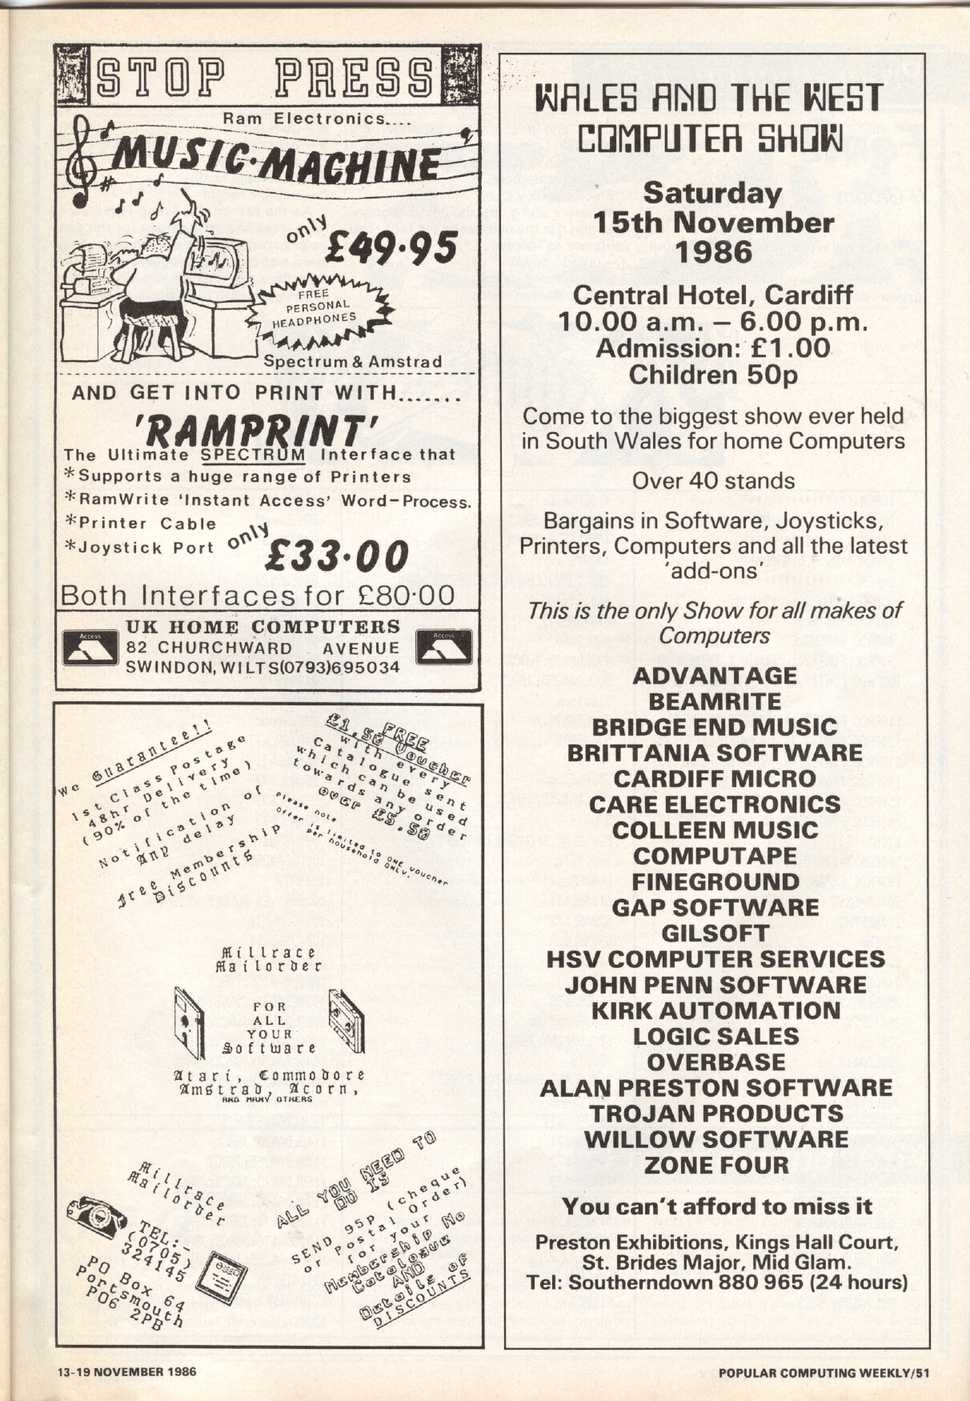 STOP PRESS
Ram Electronics....
MUSIC·MACHINE
only
£49·95
FREE
PERSONAL
HEADPHONES
Spectrum & Amstrad
AND GET INTO PRINT WITH.......
'RAMPRINT'
The Ultimate SPECTRUM Interface that
*Supports a huge range of Printers
*RamWrite 'Instant Access' Word-Process.
*Printer Cable
*Joystick Port only
£33·00
Both Interfaces for £80·00
Access
Access
UK HOME COMPUTERS
82 CHURCHWARD AVENUE
SWINDON, WILTS(0793)695034
We Guarantee!!
1st Class Postage
48hr Delivery
(90% of the time)
Notification of
Any delay
Free Membership
Discounts
FREE
£1.50 Voucher
with every
Catalogue sent
which can be used
towards any order
over £5.50
Please note
Offer is limited to ONE voucher
per household ONLY.
Millrace
Mailorder
FOR
ALL
YOUR
Software
Atari, Commodore
Amstrad, Acorn,
AND MANY OTHERS
Millrace
Mailorder
TEL:-
(0705)
324145
PO Box 64
Portsmouth
PO6 2PB
ALL YOU NEED TO
DO IS
SEND 95p (cheque
or Postal Order)
for your
Membership No
Catalogue
AND
Details of
DISCOUNTS
WALES AND THE WEST
COMPUTER SHOW
Saturday
15th November
1986
Central Hotel, Cardiff
10.00 a.m. – 6.00 p.m.
Admission: £1.00
Children 50p
Come to the biggest show ever held
in South Wales for home Computers
Over 40 stands
Bargains in Software, Joysticks,
Printers, Computers and all the latest
'add-ons'
This is the only Show for all makes of
Computers
ADVANTAGE
BEAMRITE
BRIDGE END MUSIC
BRITTANIA SOFTWARE
CARDIFF MICRO
CARE ELECTRONICS
COLLEEN MUSIC
COMPUTAPE
FINEGROUND
GAP SOFTWARE
GILSOFT
HSV COMPUTER SERVICES
JOHN PENN SOFTWARE
KIRK AUTOMATION
LOGIC SALES
OVERBASE
ALAN PRESTON SOFTWARE
TROJAN PRODUCTS
WILLOW SOFTWARE
ZONE FOUR
You can't afford to miss it
Preston Exhibitions, Kings Hall Court,
St. Brides Major, Mid Glam.
Tel: Southerndown 880 965 (24 hours)
13-19 NOVEMBER 1986
POPULAR COMPUTING WEEKLY/51